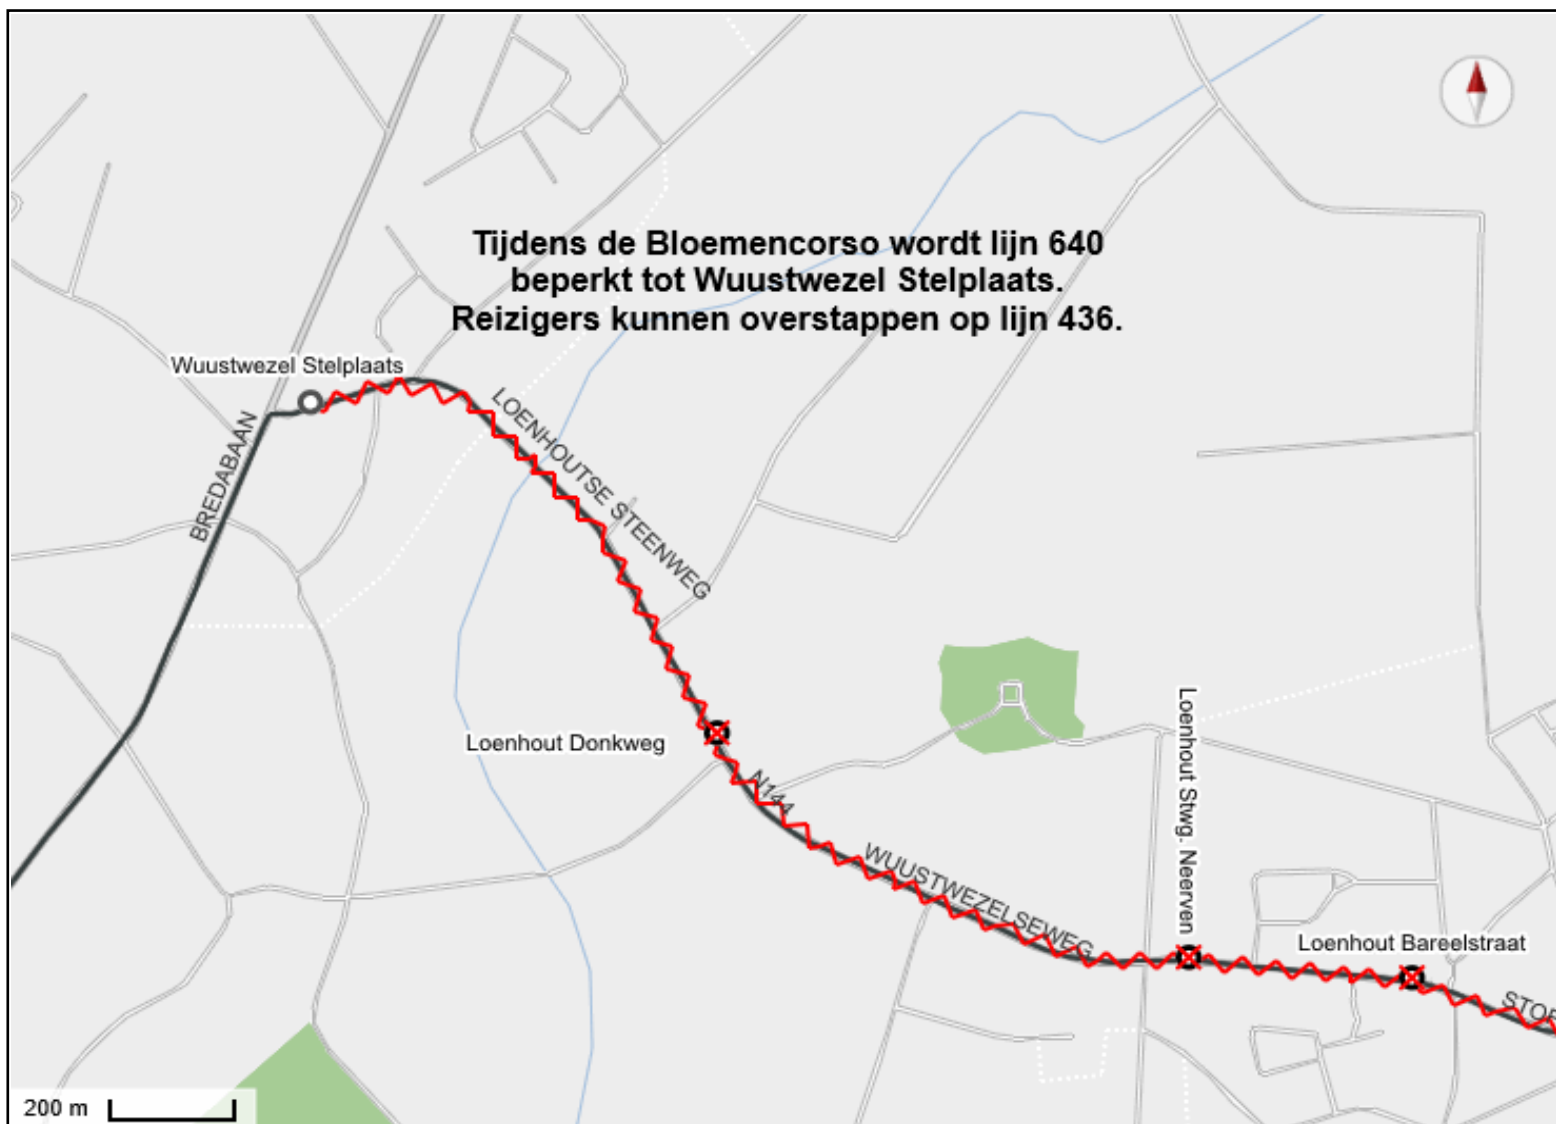 Tijdens de Bloemencorso wordt lijn 640
beperkt tot Wuustwezel Stelplaats.
Reizigers kunnen overstappen op lijn 436.
Wuustwezel Stelplaats
BREDABAAN
LOENHOUTSE STEENWEG
Loenhout Donkweg
N144
WUUSTWEZELSEWEG
Loenhout Stwg. Neerven
Loenhout Bareelstraat
200 m